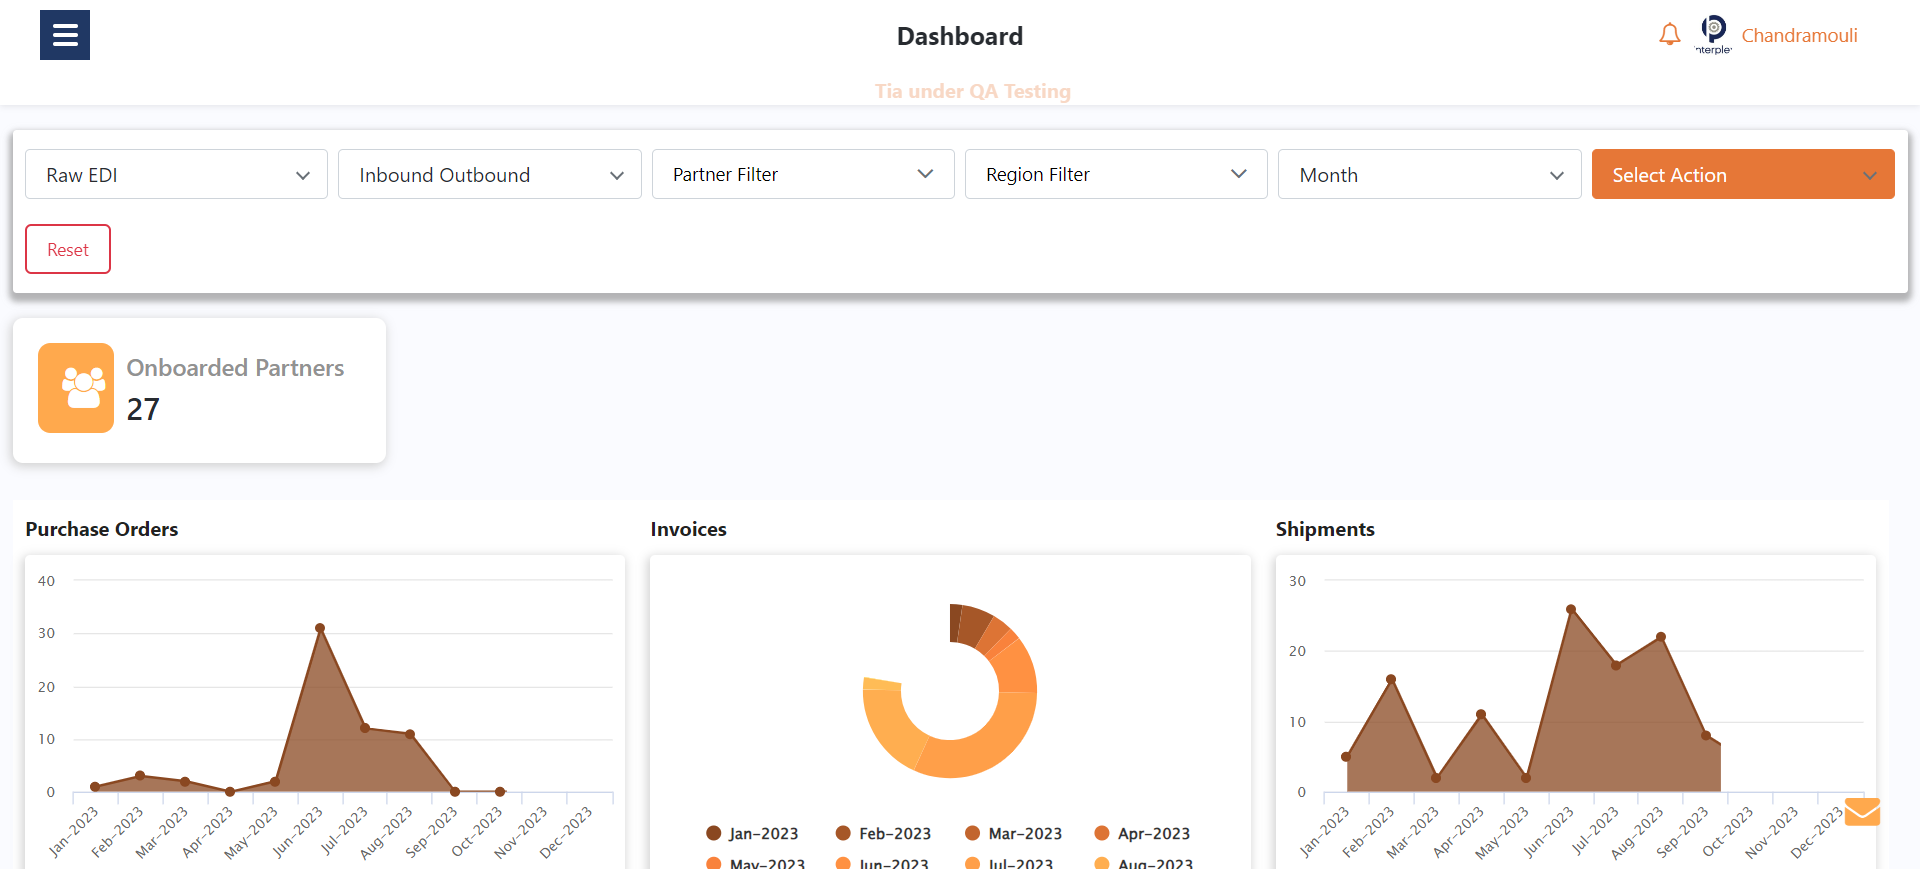 Dashboard
nterple
Chandramouli
Tia under QA Testing
Raw EDI
Inbound Outbound
Partner Filter
Region Filter
Month
Select Action
Reset
Onboarded Partners
27
Purchase Orders
40
30
20
10
0
Jan-2023
Feb-2023
Mar-2023
Apr-2023
May-2023
Jun-2023
Jul-2023
Aug-2023
Sep-2023
Oct-2023
Nov-2023
Dec-2023
Invoices
Jan-2023
Feb-2023
Mar-2023
Apr-2023
May-2023
Jun-2023
Jul-2023
Aug-2023
Shipments
30
20
10
0
Jan-2023
Feb-2023
Mar-2023
Apr-2023
May-2023
Jun-2023
Jul-2023
Aug-2023
Sep-2023
Oct-2023
Nov-2023
Dec-2023